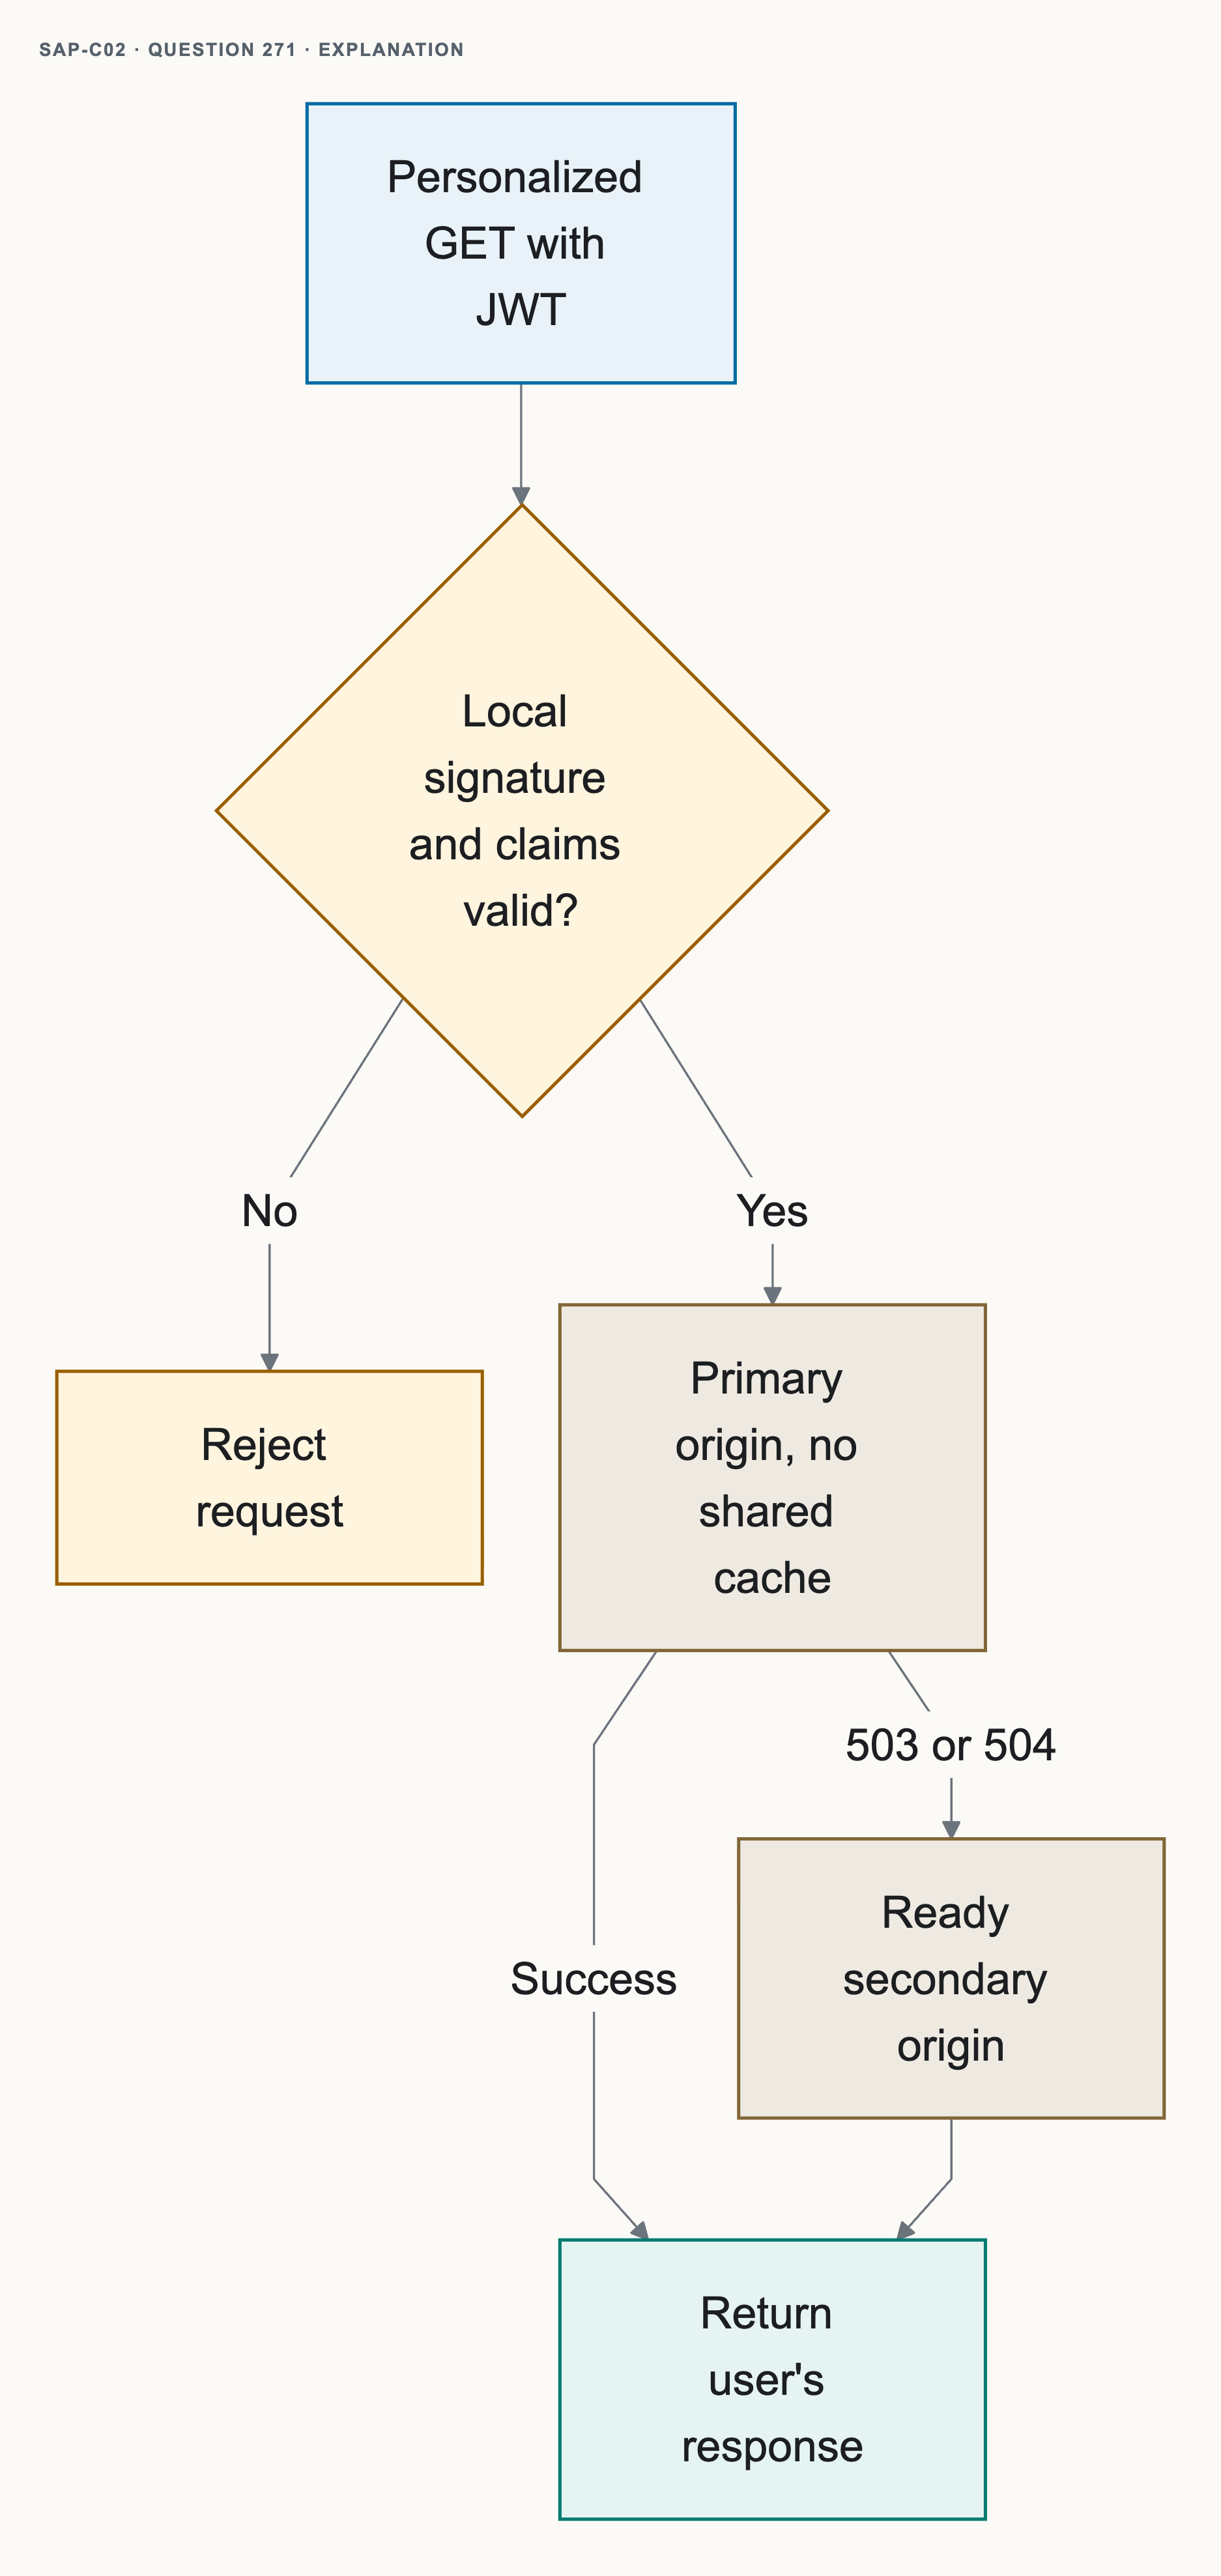 SAP-C02 · QUESTION 271 · EXPLANATION
Personalized
GET with
JWT
Local
signature
and claims
valid?
No
Yes
Reject
request
Primary
origin, no
shared
cache
503 or 504
Success
Ready
secondary
origin
Return
user's
response